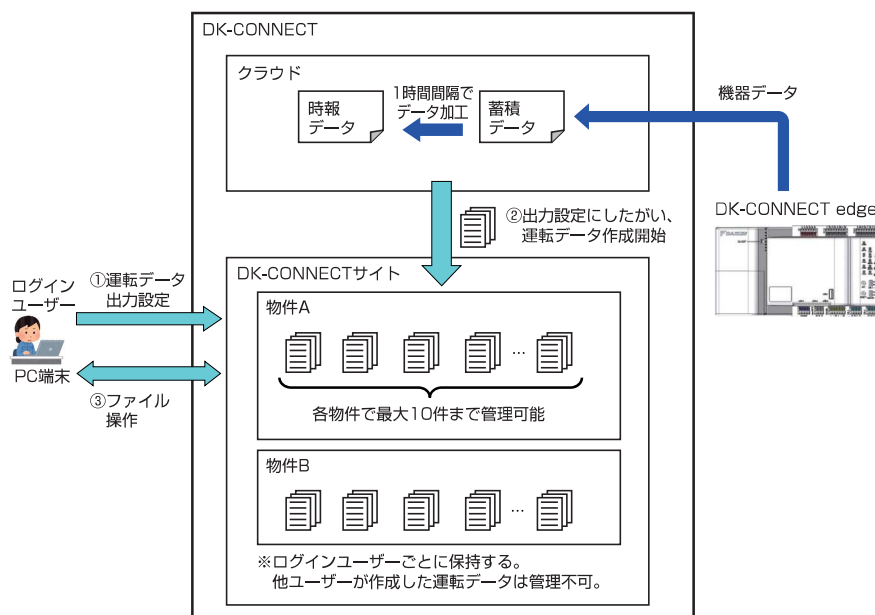 DK-CONNECT
クラウド
時報
データ
1時間間隔で
データ加工
蓄積
データ
機器データ
DK-CONNECT edge
②出力設定にしたがい、
運転データ作成開始
ログイン
ユーザー
PC端末
①運転データ
出力設定
③ファイル
操作
DK-CONNECTサイト
物件A
…
各物件で最大10件まで管理可能
物件B
…
※ログインユーザーごとに保持する。
他ユーザーが作成した運転データは管理不可。